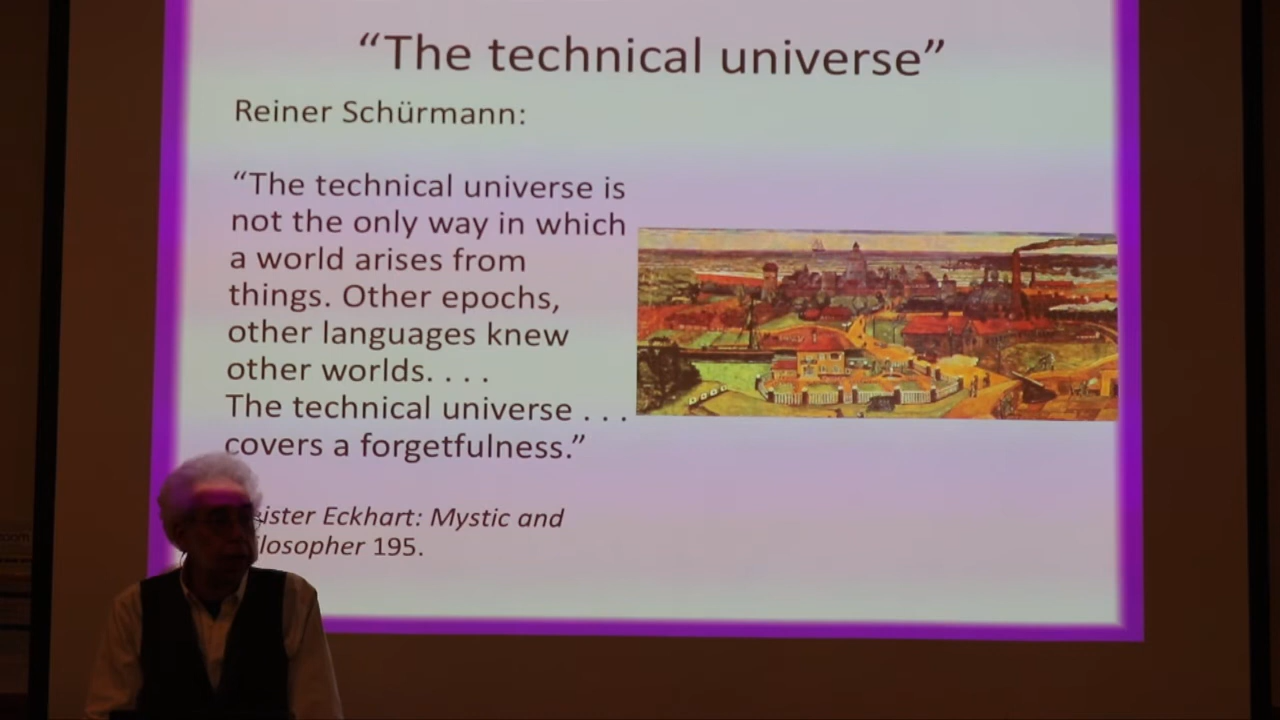 “The technical universe”
Reiner Schürmann:
“The technical universe is
not the only way in which
a world arises from
things. Other epochs,
other languages knew
other worlds. . . .
The technical universe . . .
covers a forgetfulness.”
Eckhart: Mystic and
195.